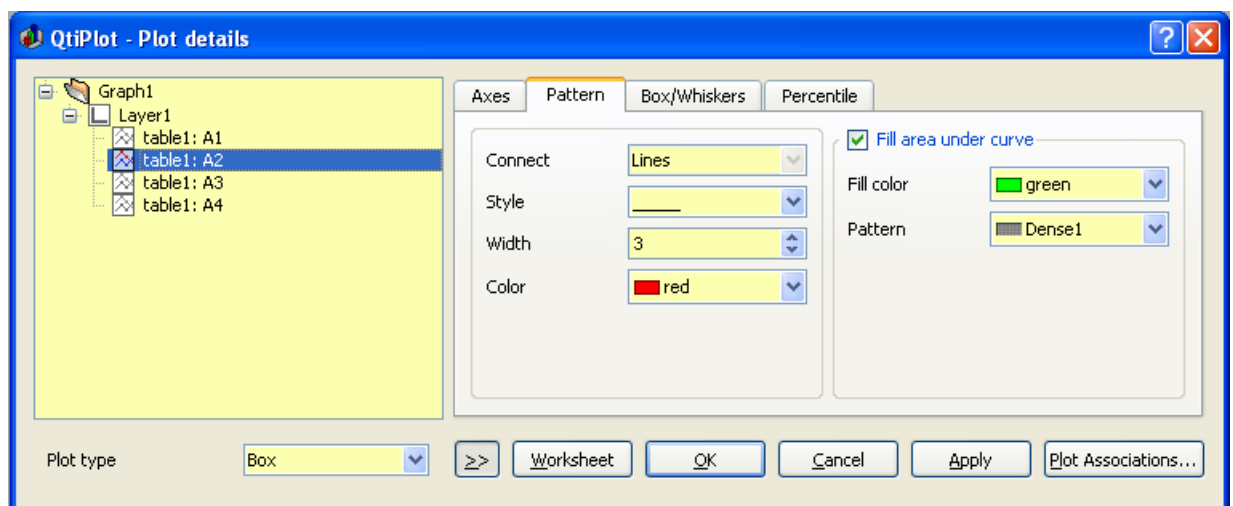 QtiPlot - Plot details
Graph1
Layer1
table1: A1
table1: A2
table1: A3
table1: A4
Axes Pattern Box/Whiskers Percentile
Connect Lines
Style
Width 3
Color red
Fill area under curve
Fill color green
Pattern Dense1
Plot type Box >> Worksheet OK Cancel Apply Plot Associations...